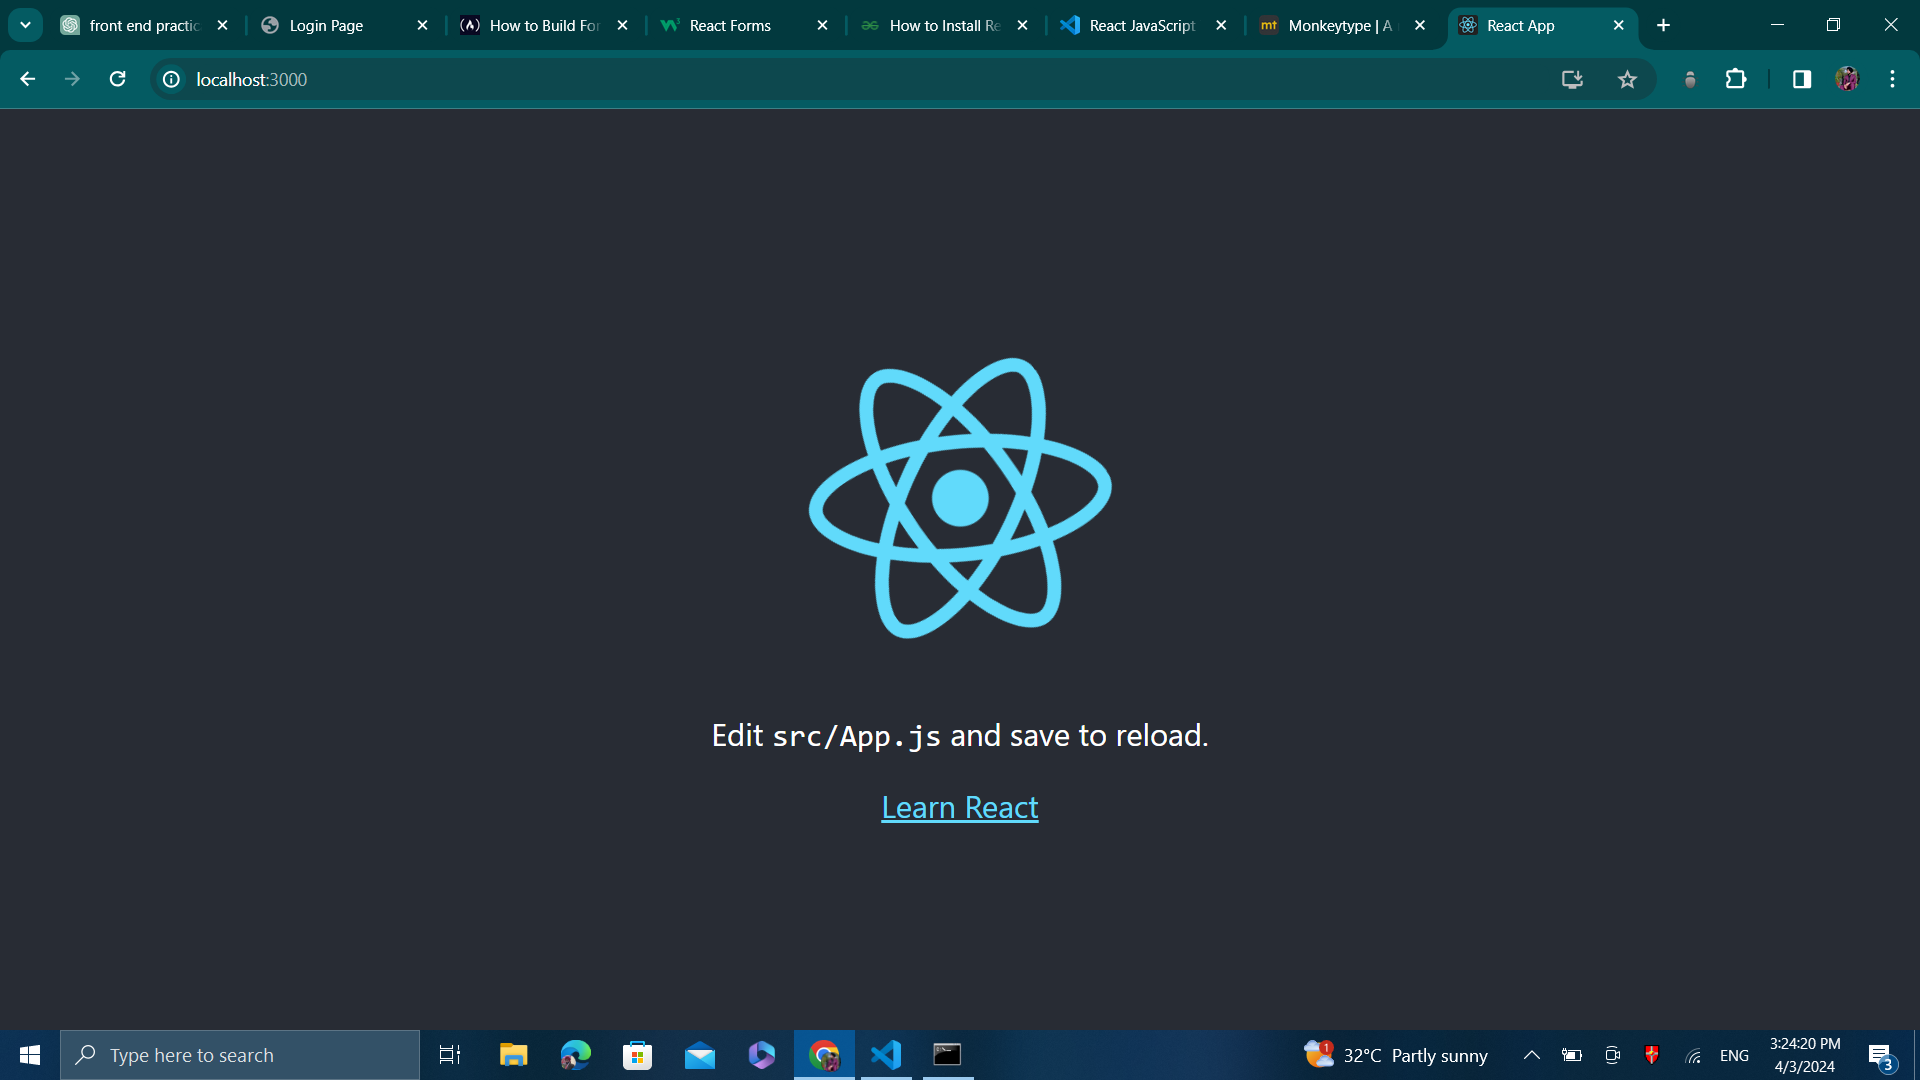 front end practic
Login Page
How to Build For
React Forms
How to Install Re
React JavaScript
mt
Monkeytype | A
React App
localhost:3000
Edit src/App.js and save to reload.
Learn React
Type here to search
1
32°C Partly sunny
ENG
3:24:20 PM
4/3/2024
3